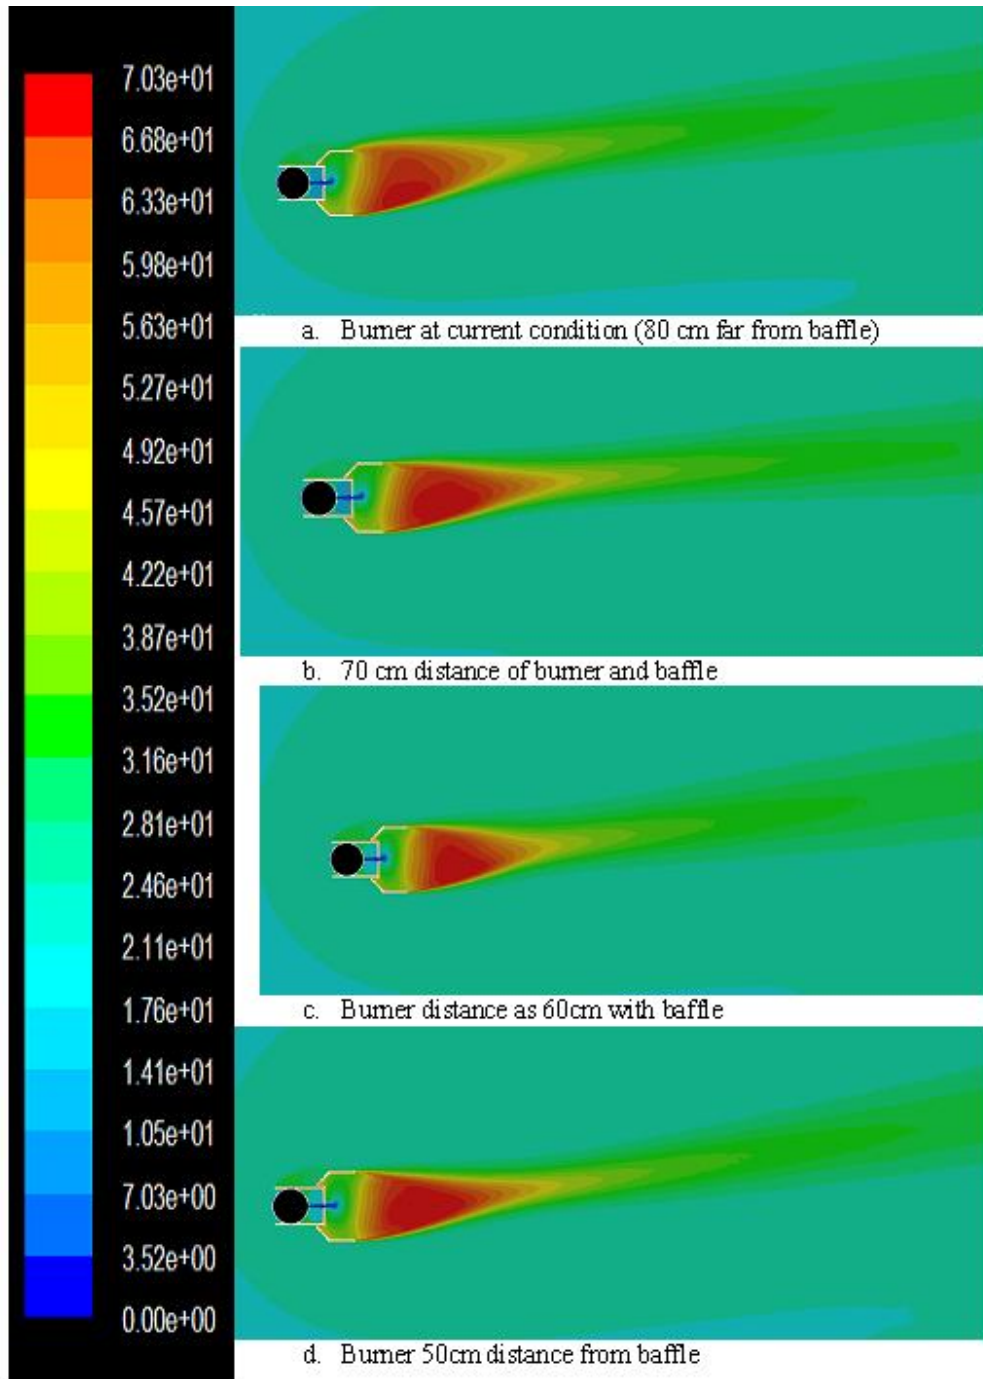 7.03e+01
6.68e+01
6.33e+01
5.98e+01
5.63e+01
5.27e+01
4.92e+01
4.57e+01
4.22e+01
3.87e+01
3.52e+01
3.16e+01
2.81e+01
2.46e+01
2.11e+01
1.76e+01
1.41e+01
1.05e+01
7.03e+00
3.52e+00
0.00e+00
a. Burner at current condition (80 cm far from baffle)
b. 70 cm distance of burner and baffle
c. Burner distance as 60cm with baffle
d. Burner 50cm distance from baffle